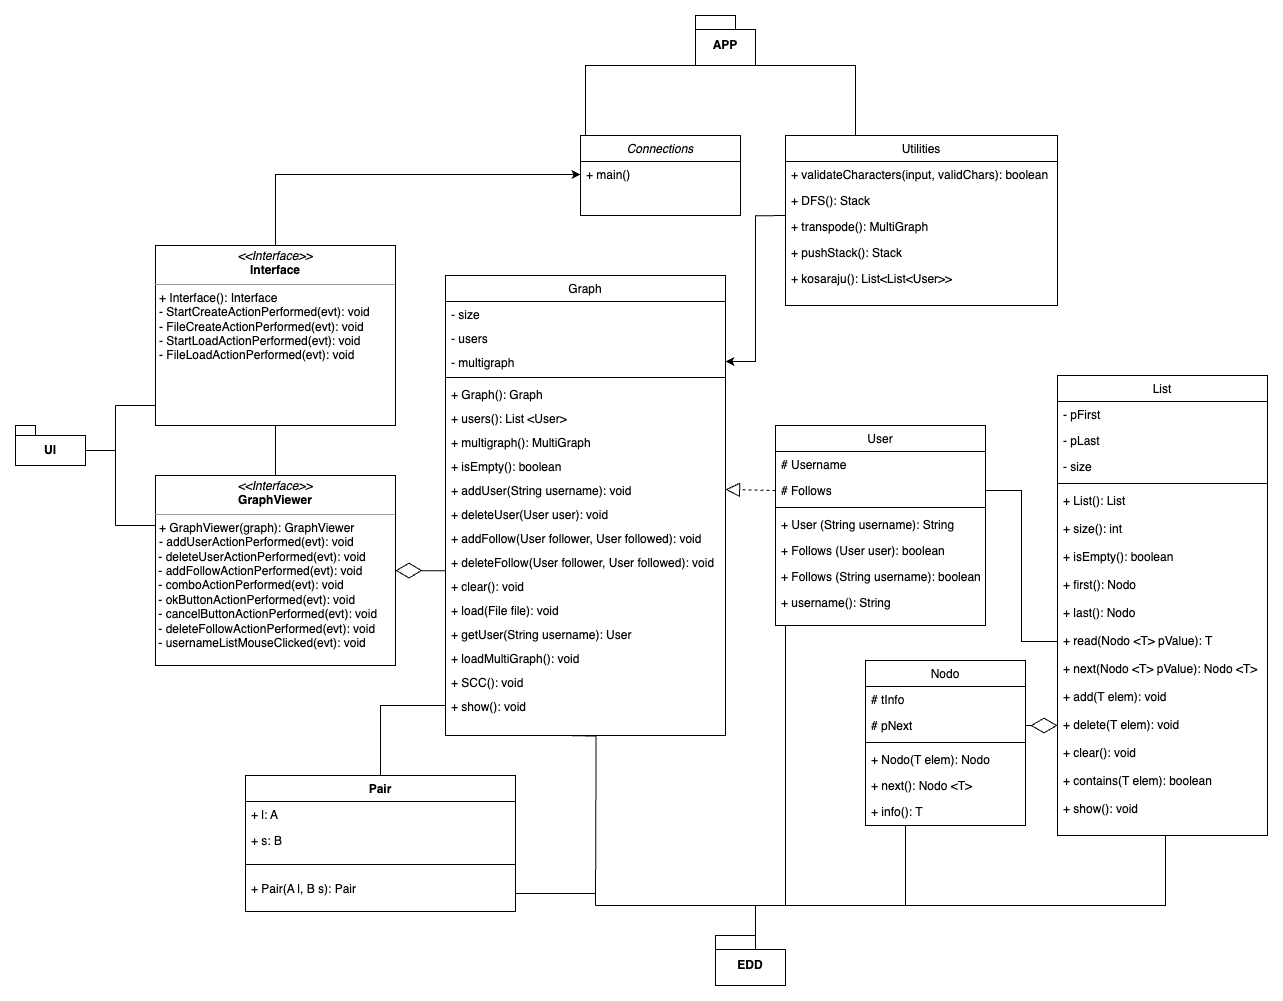 APP
Connections
+ main()
Utilities
+ validateCharacters(input, validChars): boolean
+ DFS(): Stack
+ transpode(): MultiGraph
+ pushStack(): Stack
+ kosaraju(): List<List<User>>
<<Interface>>
Interface
+ Interface(): Interface
- StartCreateActionPerformed(evt): void
- FileCreateActionPerformed(evt): void
- StartLoadActionPerformed(evt): void
- FileLoadActionPerformed(evt): void
UI
<<Interface>>
GraphViewer
+ GraphViewer(graph): GraphViewer
- addUserActionPerformed(evt): void
- deleteUserActionPerformed(evt): void
- addFollowActionPerformed(evt): void
- comboActionPerformed(evt): void
- okButtonActionPerformed(evt): void
- cancelButtonActionPerformed(evt): void
- deleteFollowActionPerformed(evt): void
- usernameListMouseClicked(evt): void
Graph
- size
- users
- multigraph
+ Graph(): Graph
+ users(): List <User>
+ multigraph(): MultiGraph
+ isEmpty(): boolean
+ addUser(String username): void
+ deleteUser(User user): void
+ addFollow(User follower, User followed): void
+ deleteFollow(User follower, User followed): void
+ clear(): void
+ load(File file): void
+ getUser(String username): User
+ loadMultiGraph(): void
+ SCC(): void
+ show(): void
User
# Username
# Follows
+ User (String username): String
+ Follows (User user): boolean
+ Follows (String username): boolean
+ username(): String
List
- pFirst
- pLast
- size
+ List(): List
+ size(): int
+ isEmpty(): boolean
+ first(): Nodo
+ last(): Nodo
+ read(Nodo <T> pValue): T
+ next(Nodo <T> pValue): Nodo <T>
+ add(T elem): void
+ delete(T elem): void
+ clear(): void
+ contains(T elem): boolean
+ show(): void
Nodo
# tInfo
# pNext
+ Nodo(T elem): Nodo
+ next(): Nodo <T>
+ info(): T
Pair
+ l: A
+ s: B
+ Pair(A l, B s): Pair
EDD